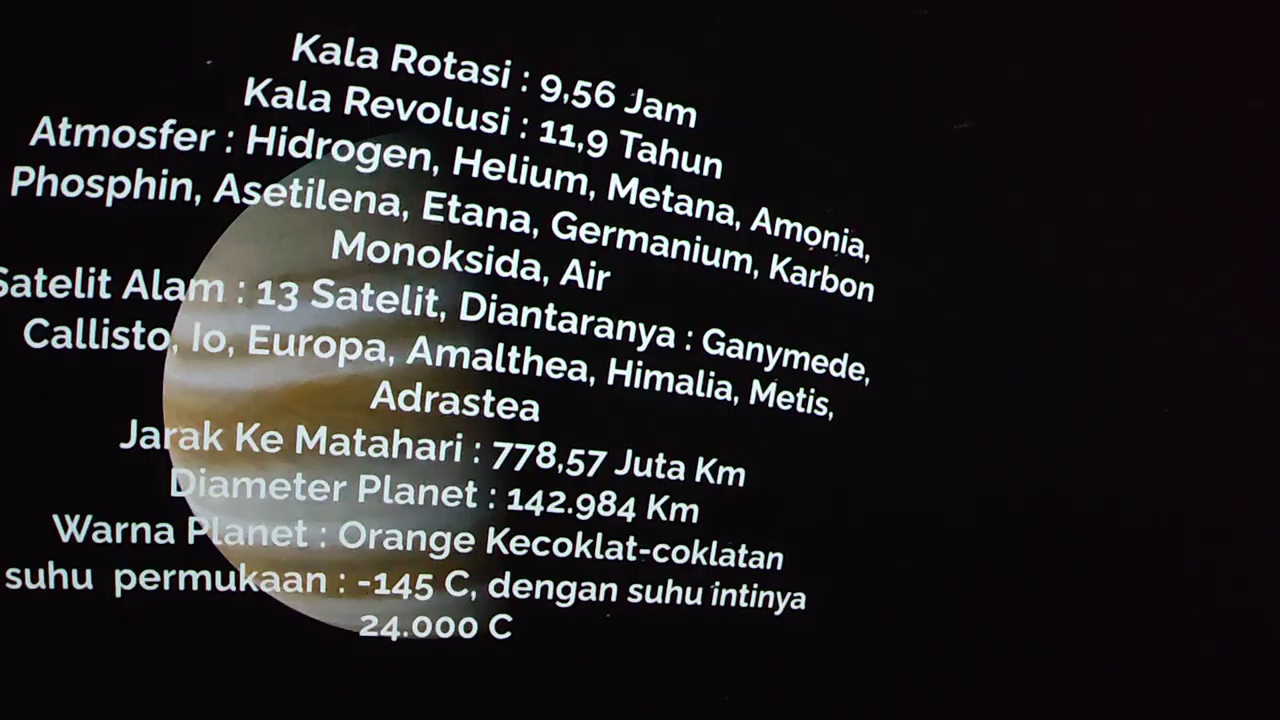 Kala Rotasi : 9,56 Jam
Kala Revolusi : 11,9 Tahun
Atmosfer : Hidrogen, Helium, Metana, Amonia,
Phosphin, Asetilena, Etana, Germanium, Karbon
Monoksida, Air
Satelit Alam : 13 Satelit, Diantaranya : Ganymede,
Callisto, Io, Europa, Amalthea, Himalia, Metis,
Adrastea
Jarak Ke Matahari : 778,57 Juta Km
Diameter Planet : 142.984 Km
Warna Planet : Orange Kecoklat-coklatan
suhu permukaan : -145 C, dengan suhu intinya
24.000 C